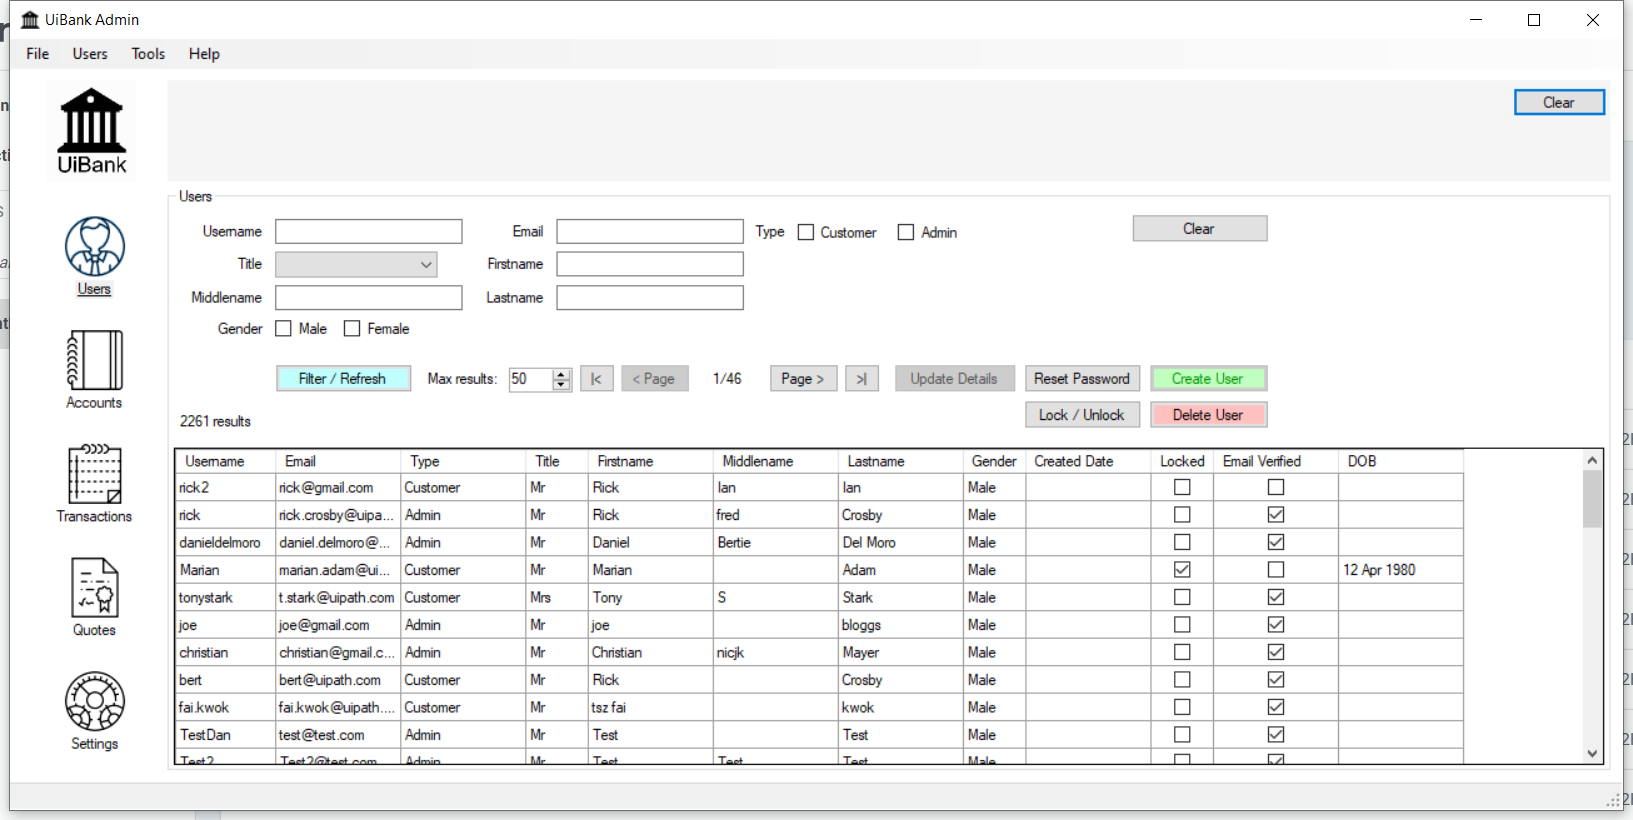 UiBank Admin
File Users Tools Help
UiBank
Clear
Users
Username Email Type Customer Admin Clear
Title Firstname
Middlename Lastname
Gender Male Female
Filter / Refresh Max results: 50 |< < Page 1/46 Page > >| Update Details Reset Password Create User
Lock / Unlock Delete User
2261 results
Users
Accounts
Transactions
Quotes
Settings
Username Email Type Title Firstname Middlename Lastname Gender Created Date Locked Email Verified DOB
rick2 rick@gmail.com Customer Mr Rick Ian Ian Male
rick rick.crosby@uipa... Admin Mr Rick fred Crosby Male
danieldelmoro daniel.delmoro@... Admin Mr Daniel Bertie Del Moro Male
Marian marian.adam@ui... Customer Mr Marian Adam Male 12 Apr 1980
tonystark t.stark@uipath.com Customer Mrs Tony S Stark Male
joe joe@gmail.com Admin Mr joe bloggs Male
christian christian@gmail.c... Admin Mr Christian nicjk Mayer Male
bert bert@uipath.com Customer Mr Rick Crosby Male
fai.kwok fai.kwok@uipath.... Customer Mr tsz fai kwok Male
TestDan test@test.com Admin Mr Test Test Male
Test2 Test2@test.com Admin Mr Test Test Test Male